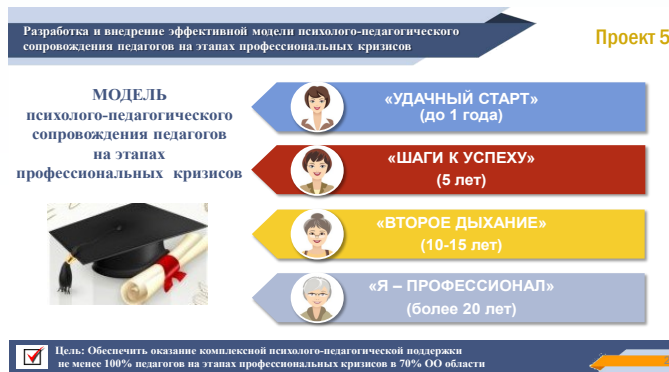 Разработка и внедрение эффективной модели психолого-педагогического
сопровождения педагогов на этапах профессиональных кризисов
Проект 5
МОДЕЛЬ
психолого-педагогического
сопровождения педагогов
на этапах
профессиональных кризисов
«УДАЧНЫЙ СТАРТ»
(до 1 года)
«ШАГИ К УСПЕХУ»
(5 лет)
«ВТОРОЕ ДЫХАНИЕ»
(10-15 лет)
«Я – ПРОФЕССИОНАЛ»
(более 20 лет)
Цель: Обеспечить оказание комплексной психолого-педагогической поддержки
не менее 100% педагогов на этапах профессиональных кризисов в 70% ОО области